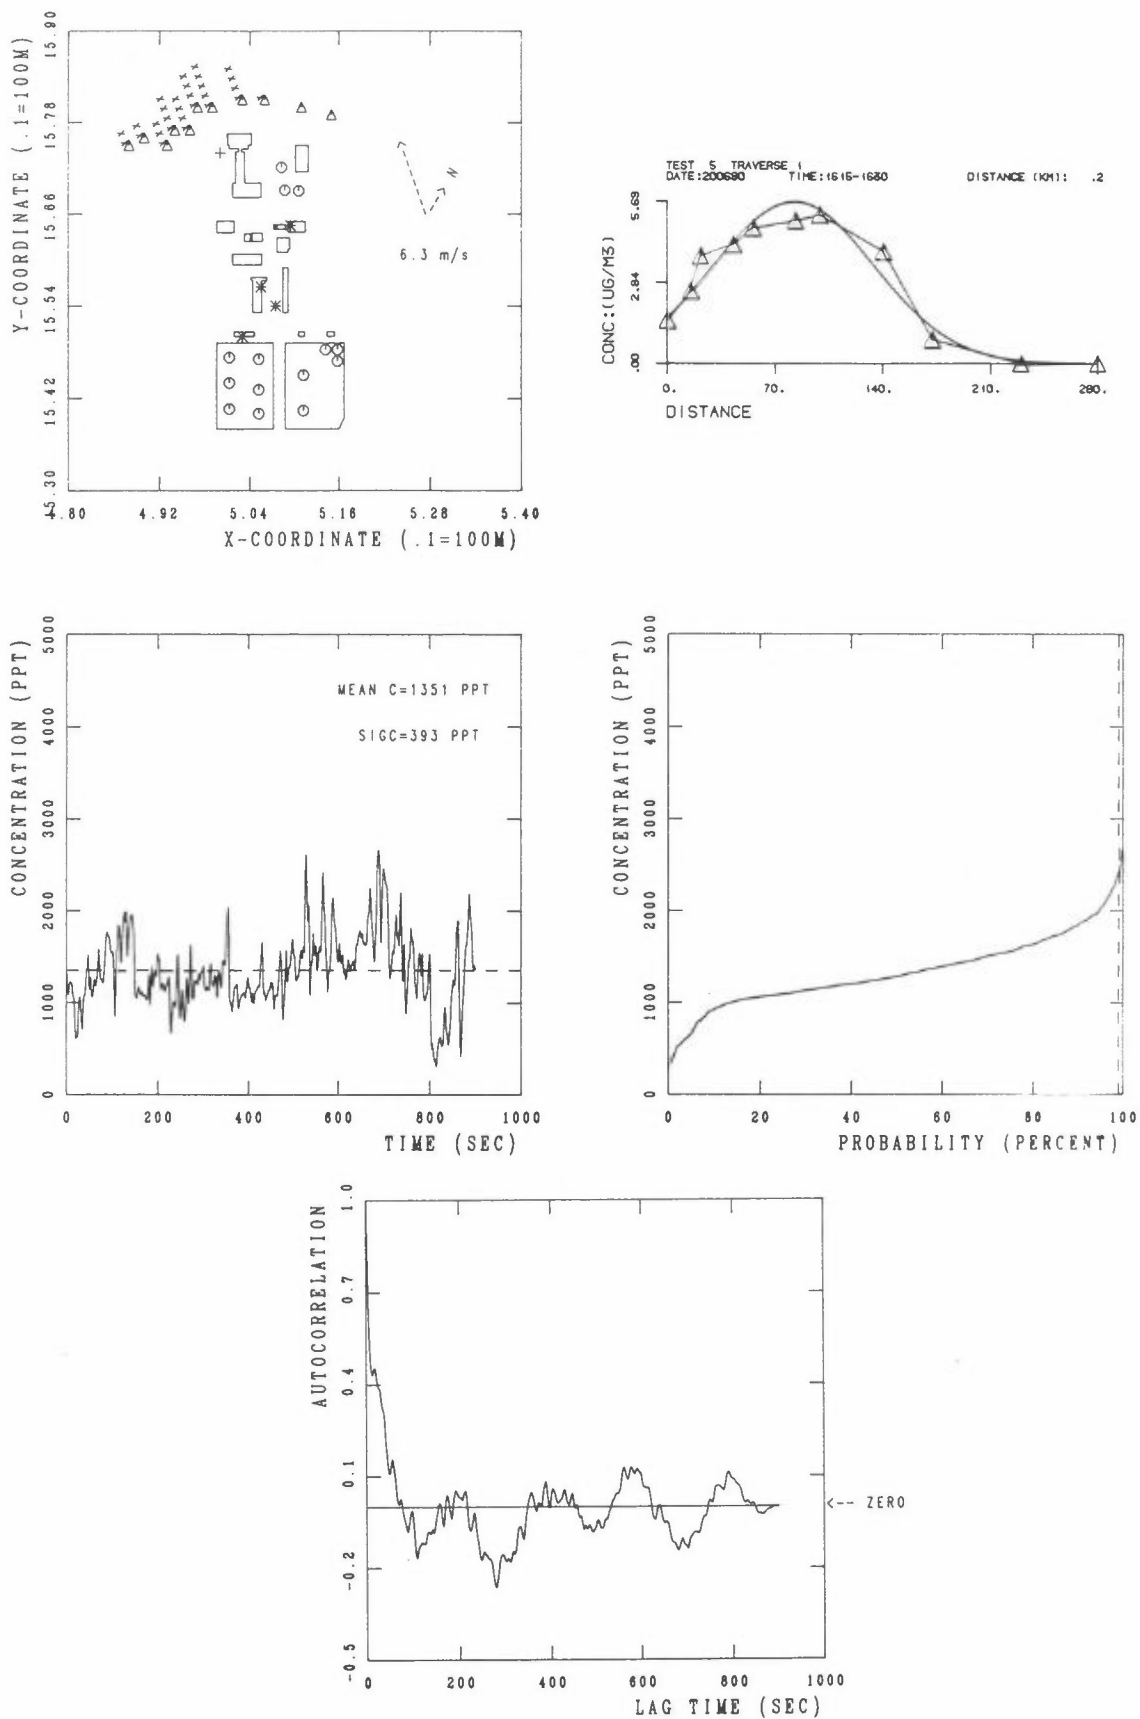 Y-COORDINATE (.1=100M)
15.90
15.78
15.66
15.54
15.42
15.30
4.80 4.92 5.04 5.16 5.28 5.40
X-COORDINATE (.1=100M)
N
6.3 m/s
TEST 5 TRAVERSE 1
DATE:200690 TIME:1615-1630 DISTANCE (KM): .2
CONC:(UG/M3)
5.69
2.84
.00
0. 70. 140. 210. 280.
DISTANCE
CONCENTRATION (PPT)
5000
4000
3000
2000
1000
0
MEAN C=1351 PPT
SIGC=393 PPT
0 200 400 600 800 1000
TIME (SEC)
CONCENTRATION (PPT)
5000
4000
3000
2000
1000
0
0 20 40 60 80 100
PROBABILITY (PERCENT)
AUTOCORRELATION
1.0
0.7
0.4
0.1
-0.2
-0.5
<-- ZERO
0 200 400 600 800 1000
LAG TIME (SEC)